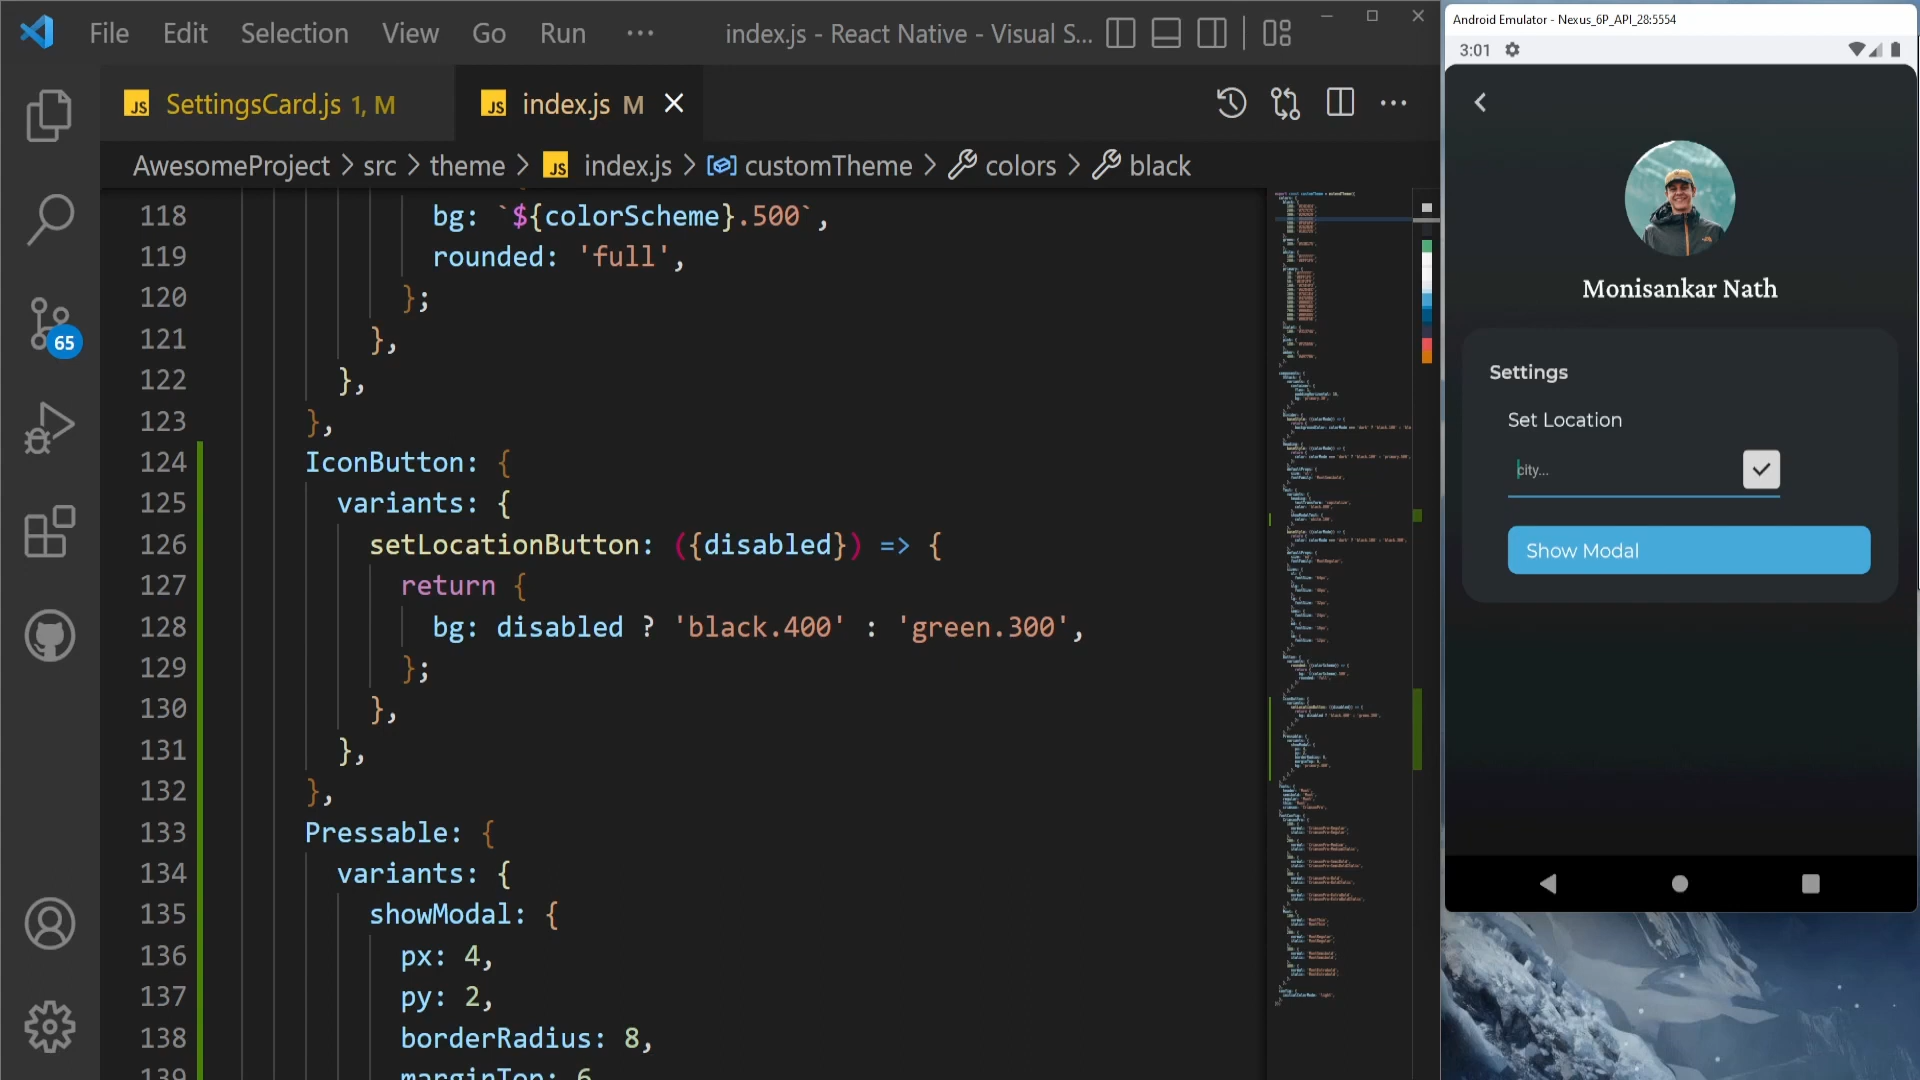 File Edit Selection View Go Run ··· index.js - React Native - Visual S...
SettingsCard.js 1, M index.js M
AwesomeProject > src > theme > index.js > customTheme > colors > black
118 bg: `${colorScheme}.500`,
119 rounded: 'full',
120 };
121 },
122 },
123 },
124 IconButton: {
125 variants: {
126 setLocationButton: ({disabled}) => {
127 return {
128 bg: disabled ? 'black.400' : 'green.300',
129 };
130 },
131 },
132 },
133 Pressable: {
134 variants: {
135 showModal: {
136 px: 4,
137 py: 2,
138 borderRadius: 8,
139 marginTop: 6
65
Android Emulator - Nexus_6P_API_28:5554
3:01
Monisankar Nath
Settings
Set Location
city...
Show Modal